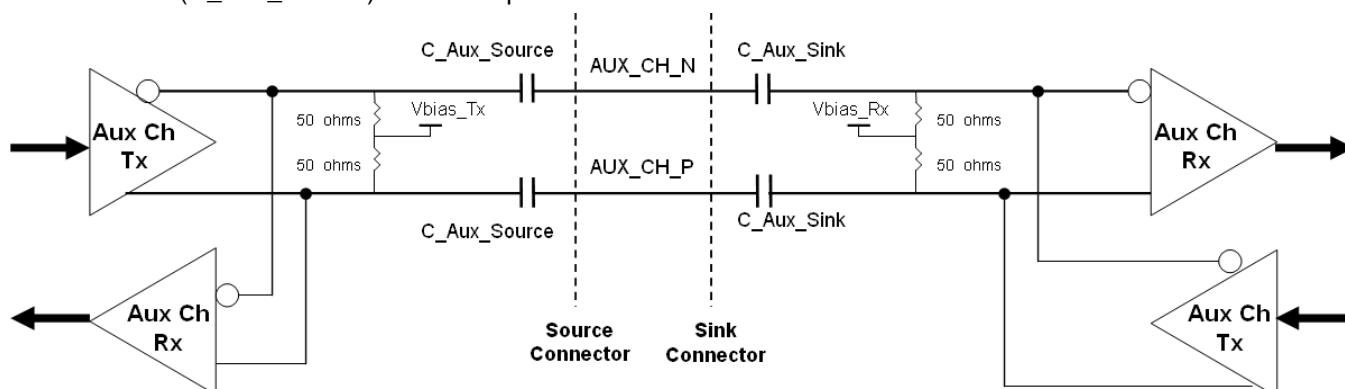 C_Aux_Source
C_Aux_Sink
AUX_CH_N
Vbias_Tx
Vbias_Rx
50 ohms
50 ohms
Aux Ch
Tx
50 ohms
50 ohms
Aux Ch
Rx
AUX_CH_P
C_Aux_Source
C_Aux_Sink
Aux Ch
Rx
Source
Connector
Sink
Connector
Aux Ch
Tx